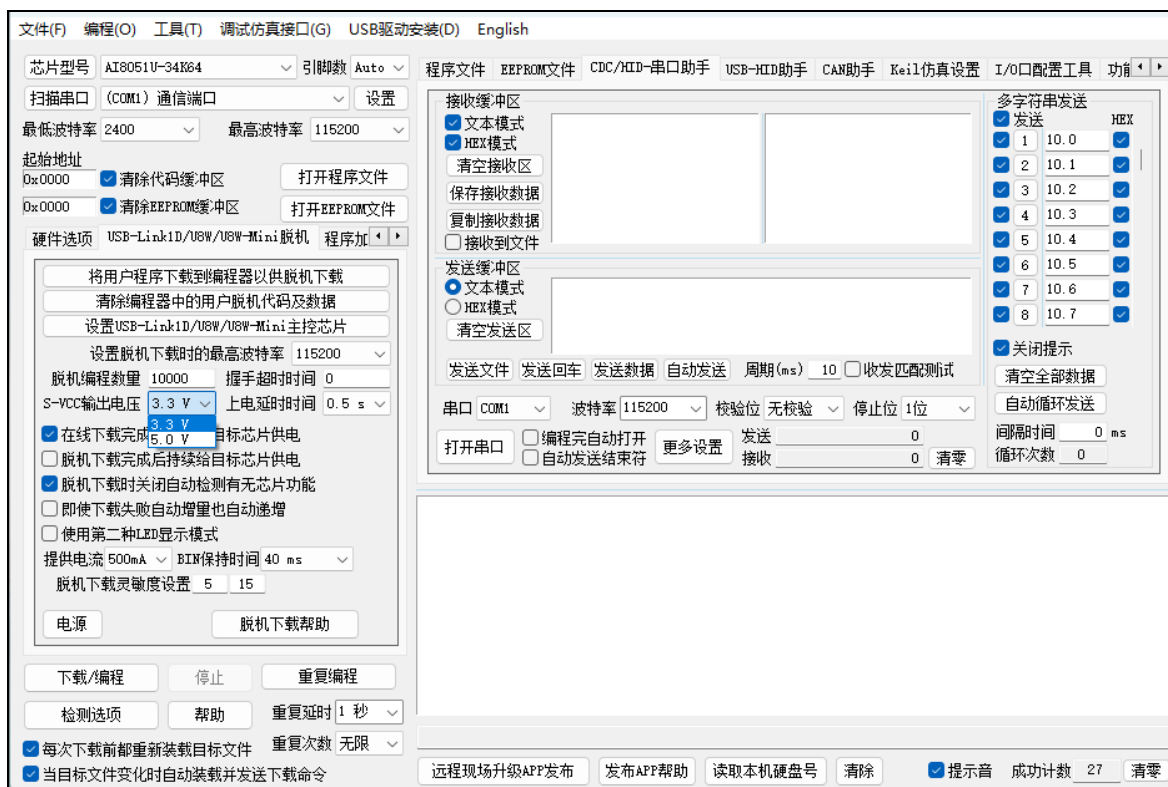 文件(F) 编程(O) 工具(T) 调试仿真接口(G) USB驱动安装(D) English
芯片型号 AI8051U-34K64 引脚数 Auto
扫描串口 (COM1) 通信端口 设置
最低波特率 2400 最高波特率 115200
起始地址
0x0000 清除代码缓冲区 打开程序文件
0x0000 清除EEPROM缓冲区 打开EEPROM文件
硬件选项 USB-Link1D/U8W/U8W-Mini脱机 程序加
将用户程序下载到编程器以供脱机下载
清除编程器中的用户脱机代码及数据
设置USB-Link1D/U8W/U8W-Mini主控芯片
设置脱机下载时的最高波特率 115200
脱机编程数量 10000 握手超时时间 0
S-VCC输出电压 3.3 V 上电延时时间 0.5 s
3.3 V
5.0 V
在线下载完成 目标芯片供电
脱机下载完成后持续给目标芯片供电
脱机下载时关闭自动检测有无芯片功能
即使下载失败自动增量也自动递增
使用第二种LED显示模式
提供电流 500mA BIN保持时间 40 ms
脱机下载灵敏度设置 5 15
电源 脱机下载帮助
下载/编程 停止 重复编程
检测选项 帮助 重复延时 1 秒
每次下载前都重新装载目标文件 重复次数 无限
当目标文件变化时自动装载并发送下载命令
程序文件 EEPROM文件 CDC/HID-串口助手 USB-HID助手 CAN助手 Keil仿真设置 I/O口配置工具
接收缓冲区
文本模式
HEX模式
清空接收区
保存接收数据
复制接收数据
接收到文件
发送缓冲区
文本模式
HEX模式
清空发送区
发送文件 发送回车 发送数据 自动发送 周期(ms) 10 收发匹配测试
串口 COM1 波特率 115200 校验位 无校验 停止位 1位
打开串口 编程完自动打开 更多设置 发送 0
自动发送结束符 接收 0 清零
多字符串发送
发送 HEX
1 10.0
2 10.1
3 10.2
4 10.3
5 10.4
6 10.5
7 10.6
8 10.7
关闭提示
清空全部数据
自动循环发送
间隔时间 0 ms
循环次数 0
远程现场升级APP发布 发布APP帮助 读取本机硬盘号 清除 提示音 成功计数 27 清零